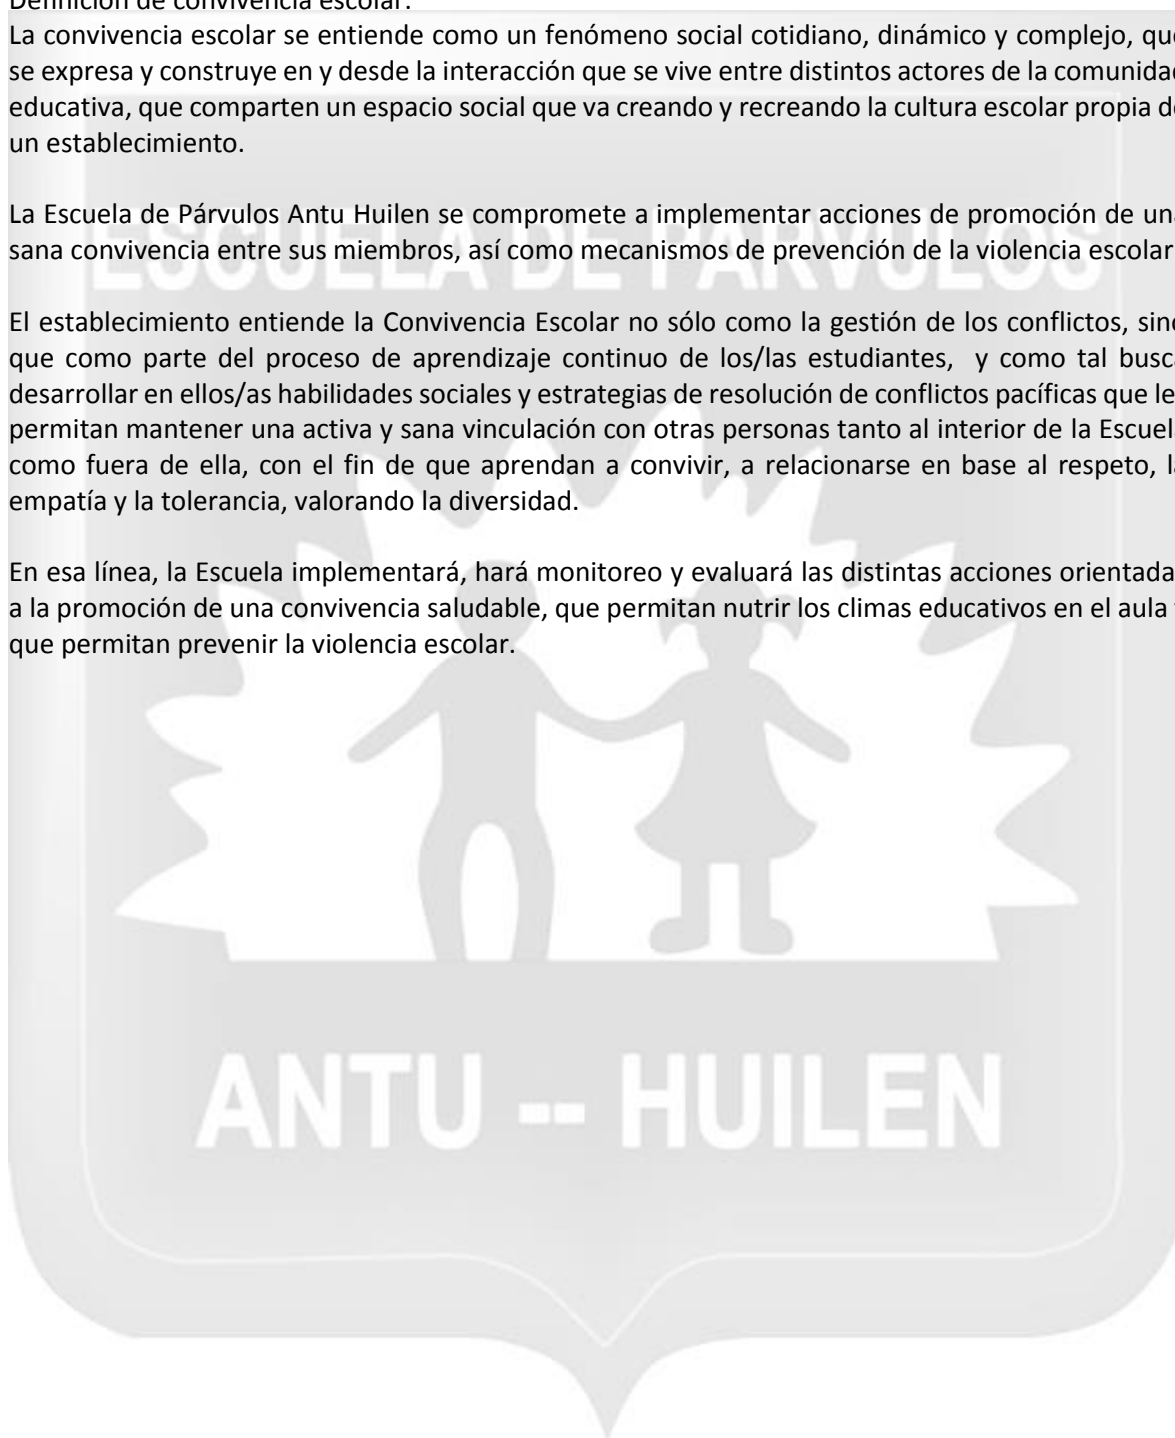 Definición de convivencia escolar:
La convivencia escolar se entiende como un fenómeno social cotidiano, dinámico y complejo, que
se expresa y construye en y desde la interacción que se vive entre distintos actores de la comunidad
educativa, que comparten un espacio social que va creando y recreando la cultura escolar propia de
un establecimiento.
La Escuela de Párvulos Antu Huilen se compromete a implementar acciones de promoción de una
sana convivencia entre sus miembros, así como mecanismos de prevención de la violencia escolar
ESCUELA DE PARVULOS
El establecimiento entiende la Convivencia Escolar no sólo como la gestión de los conflictos, sino
que como parte del proceso de aprendizaje continuo de los/las estudiantes, y como tal busca
desarrollar en ellos/as habilidades sociales y estrategias de resolución de conflictos pacíficas que le
permitan mantener una activa y sana vinculación con otras personas tanto al interior de la Escuel
como fuera de ella, con el fin de que aprendan a convivir, a relacionarse en base al respeto, la
empatía y la tolerancia, valorando la diversidad.
En esa línea, la Escuela implementará, hará monitoreo y evaluará las distintas acciones orientada
a la promoción de una convivencia saludable, que permitan nutrir los climas educativos en el aula
que permitan prevenir la violencia escolar.
ANTU -- HUILEN